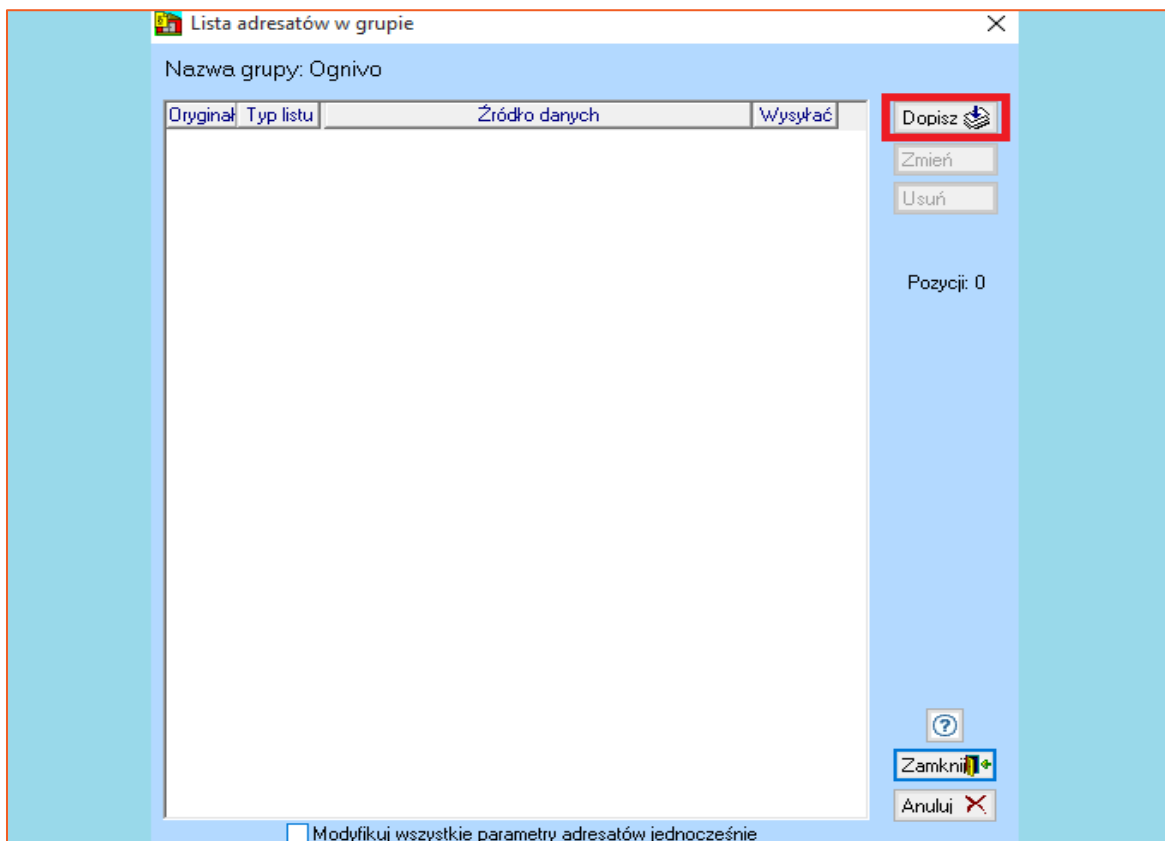 Lista adresatów w grupie
Nazwa grupy: Ognivo
Oryginał Typ listu Źródło danych Wysyłać
Dopisz
Zmień
Usuń
Pozycji: 0
Zamknij
Anuluj
Modyfikuj wszystkie parametry adresatów jednocześnie